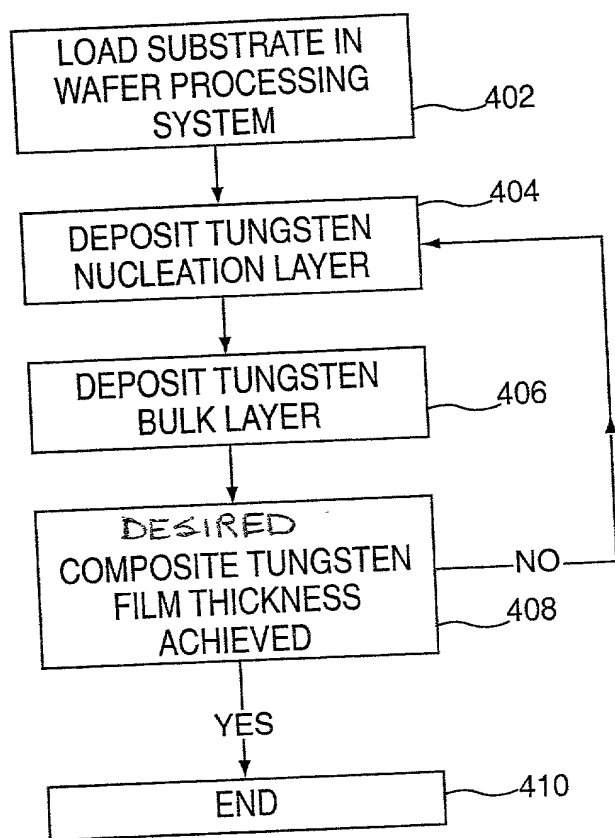 LOAD SUBSTRATE IN
WAFER PROCESSING
SYSTEM
402
404
DEPOSIT TUNGSTEN
NUCLEATION LAYER
DEPOSIT TUNGSTEN
BULK LAYER
406
DESIRED
COMPOSITE TUNGSTEN
FILM THICKNESS
ACHIEVED
NO
408
YES
END
410